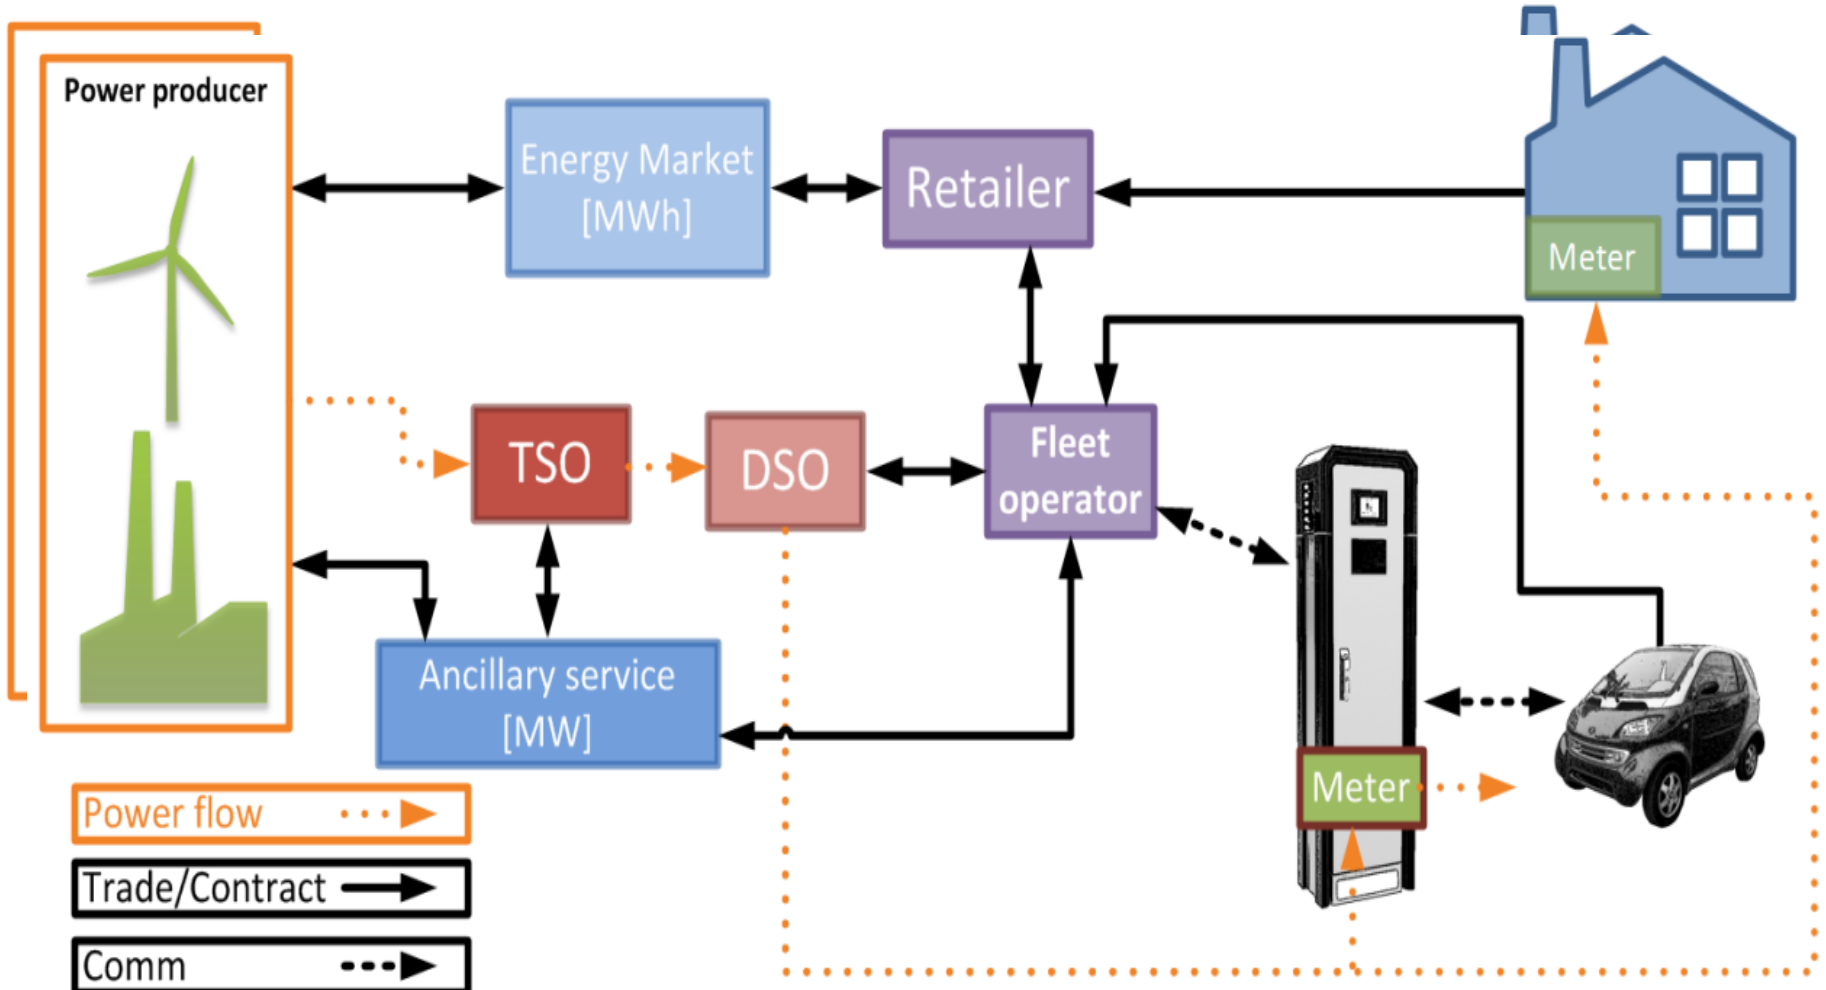 Power producer
Energy Market
[MWh]
Retailer
Meter
TSO
DSO
Fleet
operator
Ancillary service
[MW]
Meter
Power flow
Trade/Contract
Comm